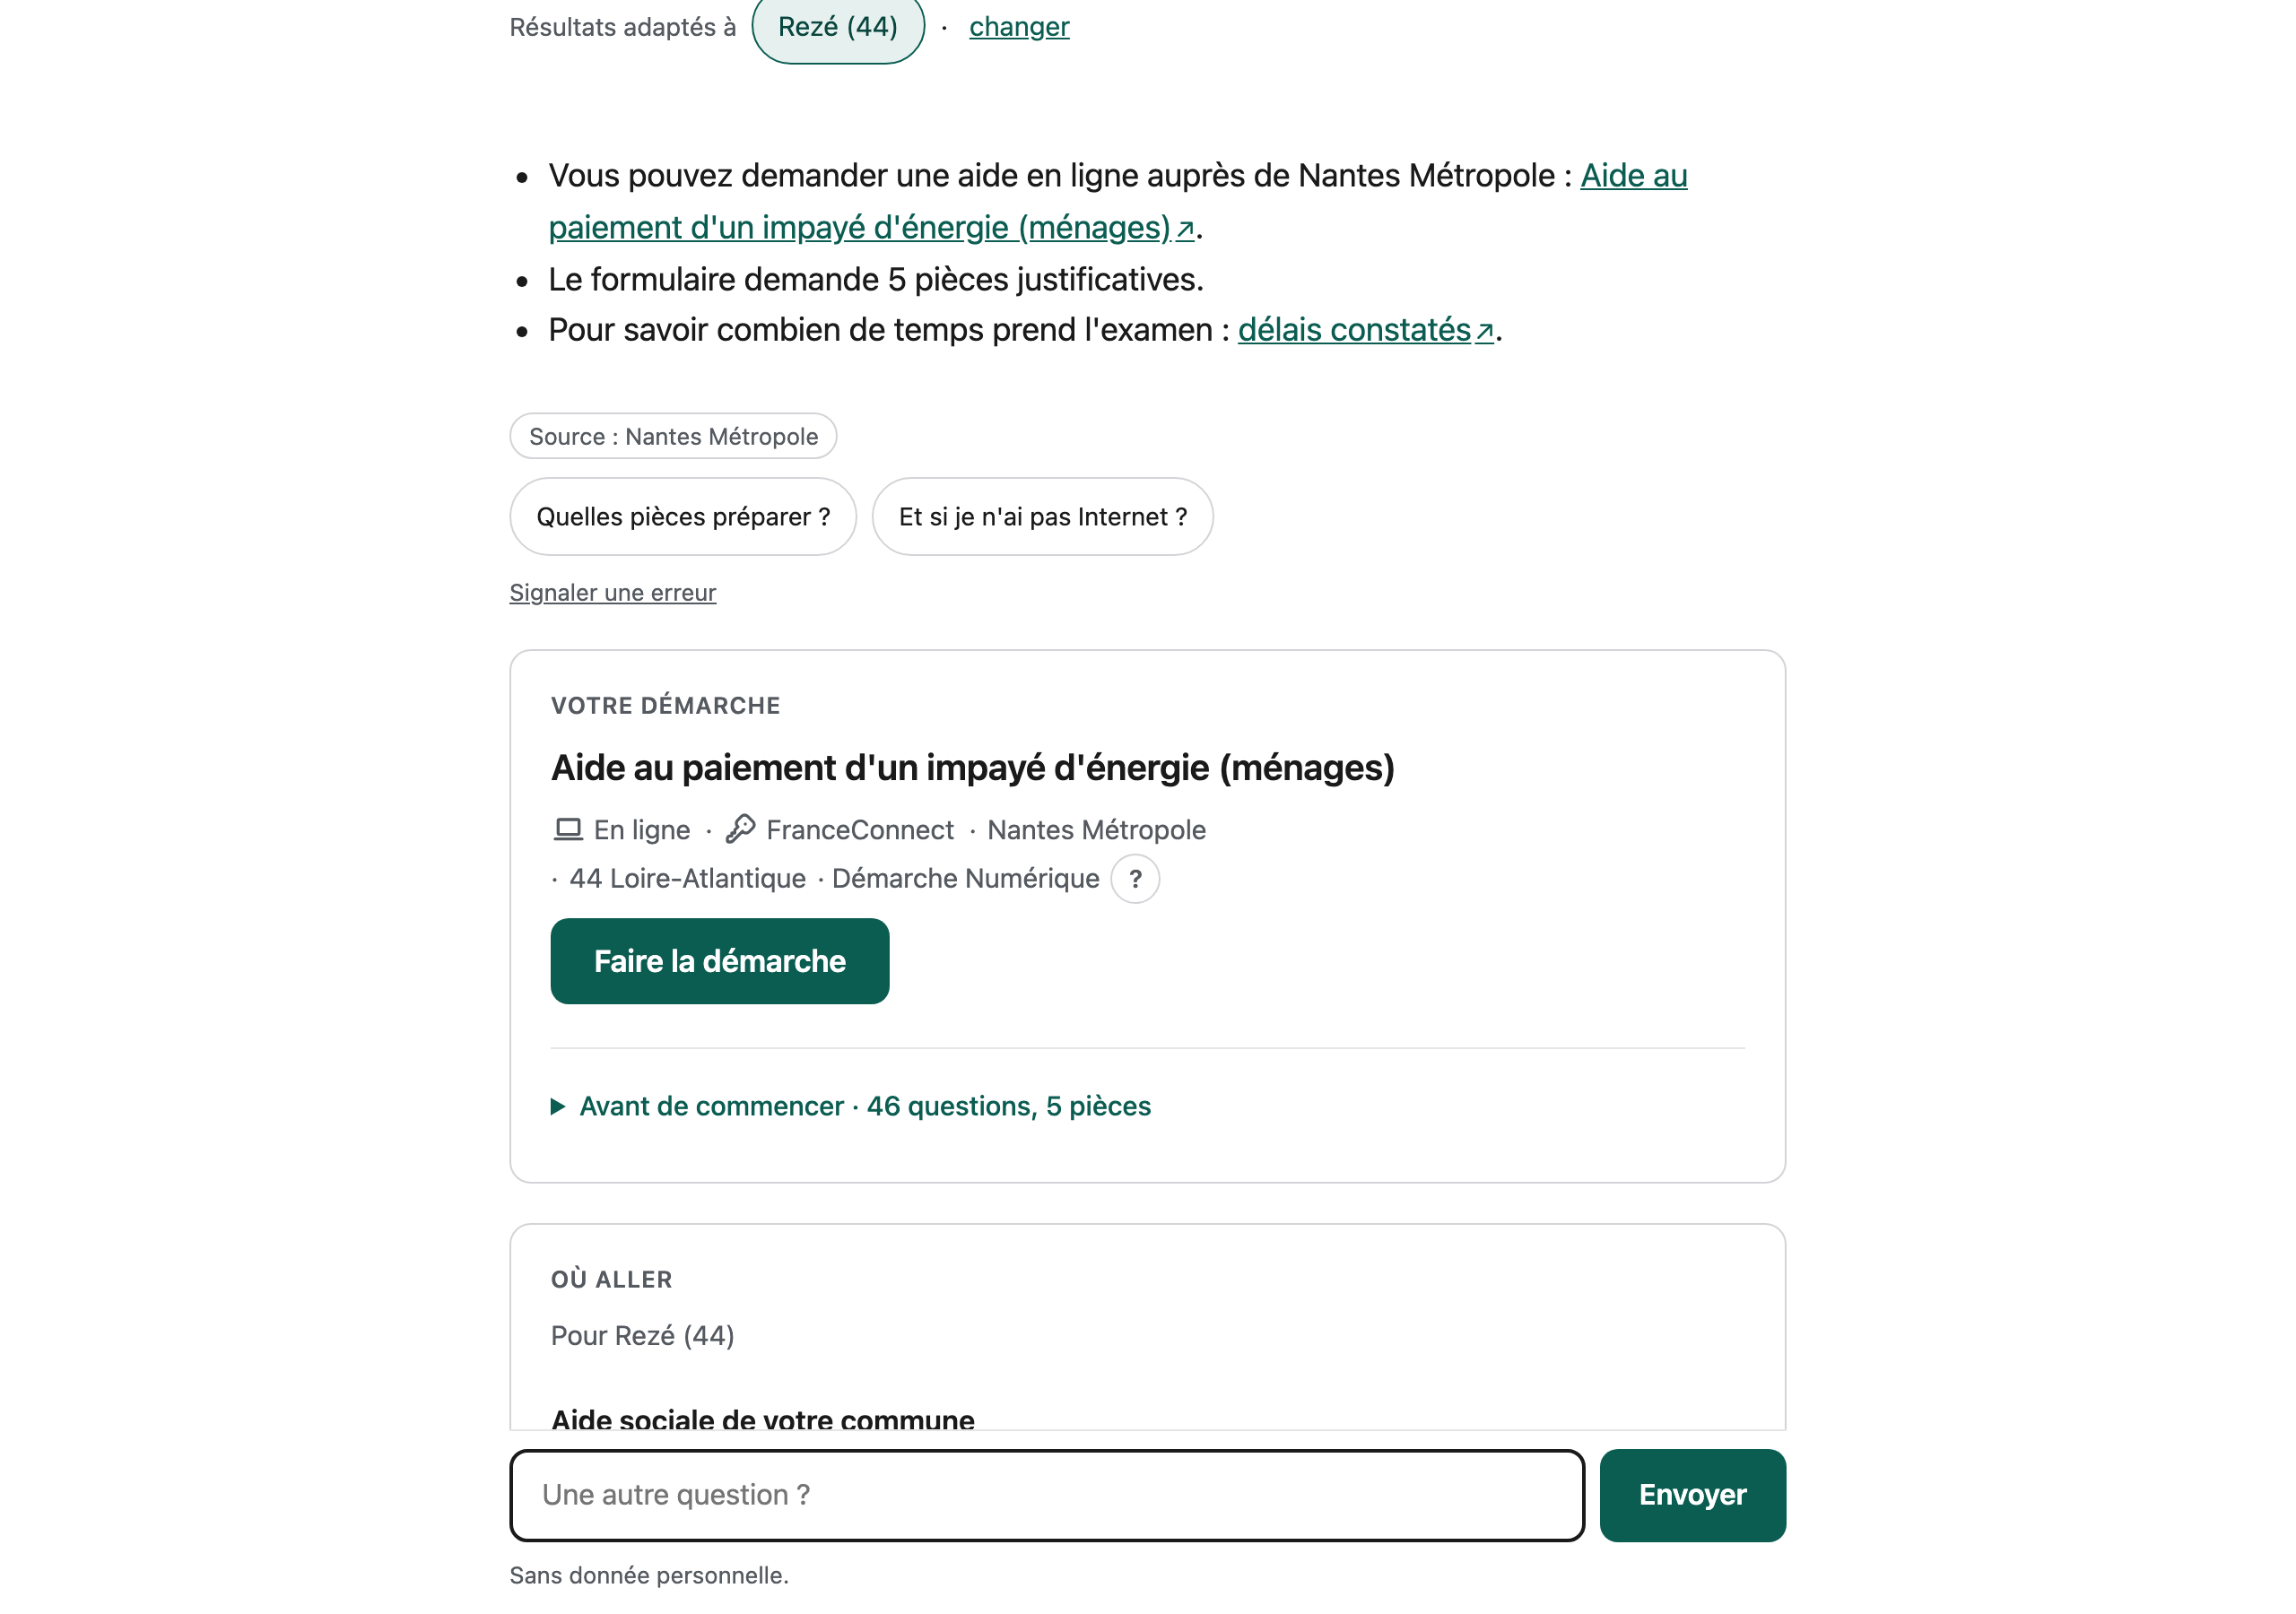 Résultats adaptés à Rezé (44) · changer
• Vous pouvez demander une aide en ligne auprès de Nantes Métropole : Aide au
paiement d'un impayé d'énergie (ménages)↗.
• Le formulaire demande 5 pièces justificatives.
• Pour savoir combien de temps prend l'examen : délais constatés↗.
Source : Nantes Métropole
Quelles pièces préparer ? Et si je n'ai pas Internet ?
Signaler une erreur
VOTRE DÉMARCHE
Aide au paiement d'un impayé d'énergie (ménages)
En ligne · FranceConnect · Nantes Métropole
· 44 Loire-Atlantique · Démarche Numérique ?
Faire la démarche
▶ Avant de commencer · 46 questions, 5 pièces
OÙ ALLER
Pour Rezé (44)
Aide sociale de votre commune
Une autre question ? Envoyer
Sans donnée personnelle.